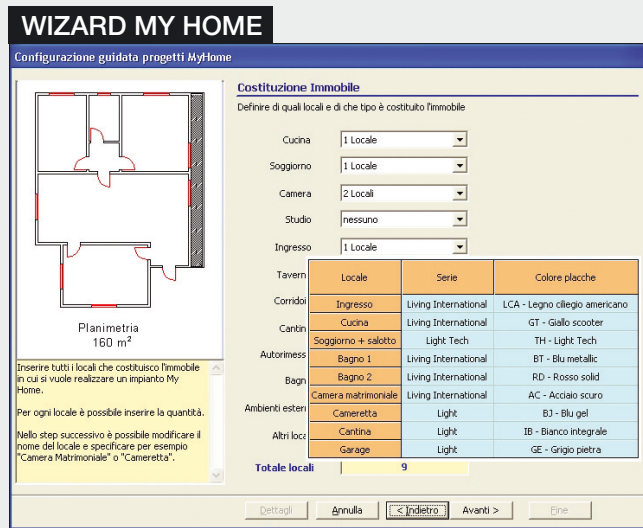 WIZARD MY HOME
Configurazione guidata progetti MyHome
Planimetria
160 m²
Inserire tutti i locali che costituisco l'immobile
in cui si vuole realizzare un impianto My
Home.
Per ogni locale è possibile inserire la quantità.
Nello step successivo è possibile modificare il
nome del locale e specificare per esempio
"Camera Matrimoniale" o "Cameretta".
Costituzione Immobile
Definire di quali locali e di che tipo è costituito l'immobile
Cucina 1 Locale
Soggiorno 1 Locale
Camera 2 Locali
Studio nessuno
Ingresso 1 Locale
Tavern
Corridoi
Cantin
Autorimess
Bagn
Ambienti estern
Altri loca
Locale Serie Colore placche
Ingresso Living International LCA - Legno ciliegio americano
Cucina Living International GT - Giallo scooter
Soggiorno + salotto Light Tech TH - Light Tech
Bagno 1 Living International BT - Blu metallic
Bagno 2 Living International RD - Rosso solid
Camera matrimoniale Living International AC - Acciaio scuro
Cameretta Light BJ - Blu gel
Cantina Light IB - Bianco integrale
Garage Light GE - Grigio pietra
Totale locali 9
Dettagli Annulla < Indietro Avanti > Fine